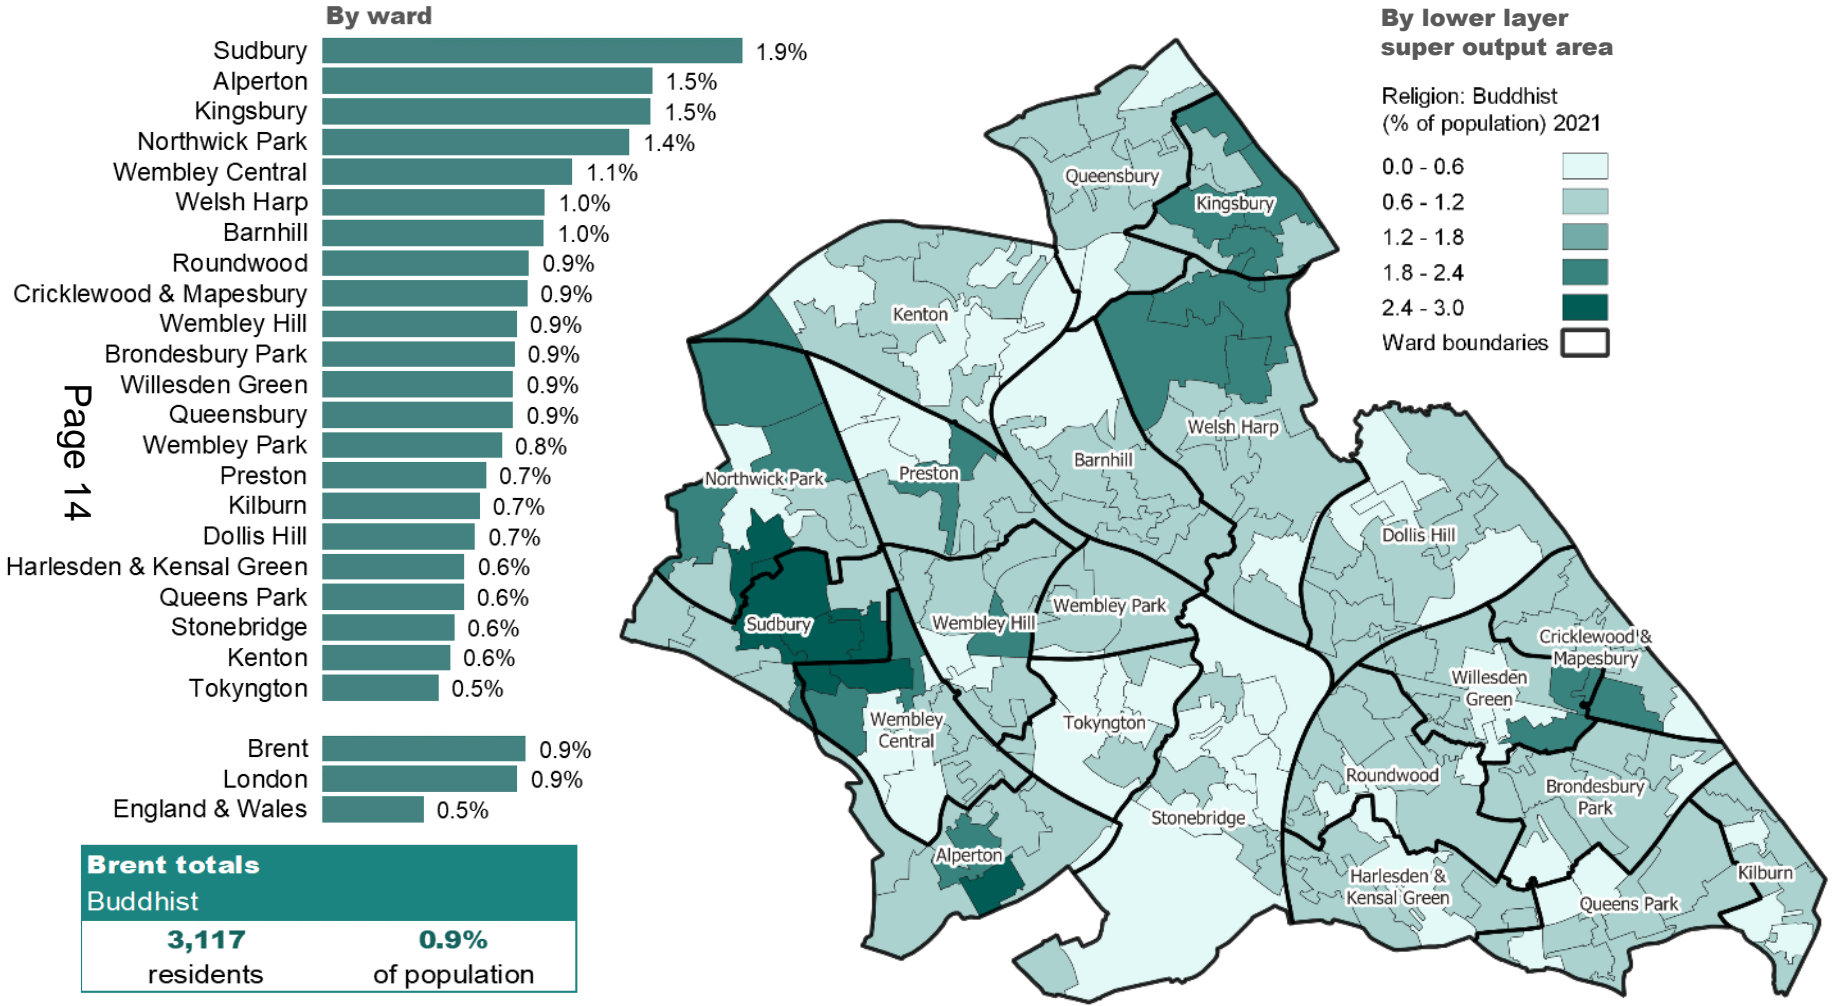 By ward
Sudbury 1.9%
Alperton 1.5%
Kingsbury 1.5%
Northwick Park 1.4%
Wembley Central 1.1%
Welsh Harp 1.0%
Barnhill 1.0%
Roundwood 0.9%
Cricklewood & Mapesbury 0.9%
Wembley Hill 0.9%
Brondesbury Park 0.9%
Willesden Green 0.9%
Queensbury 0.9%
Wembley Park 0.8%
Preston 0.7%
Kilburn 0.7%
Dollis Hill 0.7%
Harlesden & Kensal Green 0.6%
Queens Park 0.6%
Stonebridge 0.6%
Kenton 0.6%
Tokyngton 0.5%
Brent 0.9%
London 0.9%
England & Wales 0.5%
Page 14
Brent totals
Buddhist
3,117 0.9%
residents of population
By lower layer
super output area
Religion: Buddhist
(% of population) 2021
0.0 - 0.6
0.6 - 1.2
1.2 - 1.8
1.8 - 2.4
2.4 - 3.0
Ward boundaries
Queensbury
Kingsbury
Kenton
Welsh Harp
Barnhill
Preston
Northwick Park
Dollis Hill
Wembley Park
Wembley Hill
Sudbury
Cricklewood &
Mapesbury
Willesden
Green
Wembley
Central
Tokyngton
Roundwood
Brondesbury
Park
Stonebridge
Alperton
Harlesden &
Kensal Green
Kilburn
Queens Park